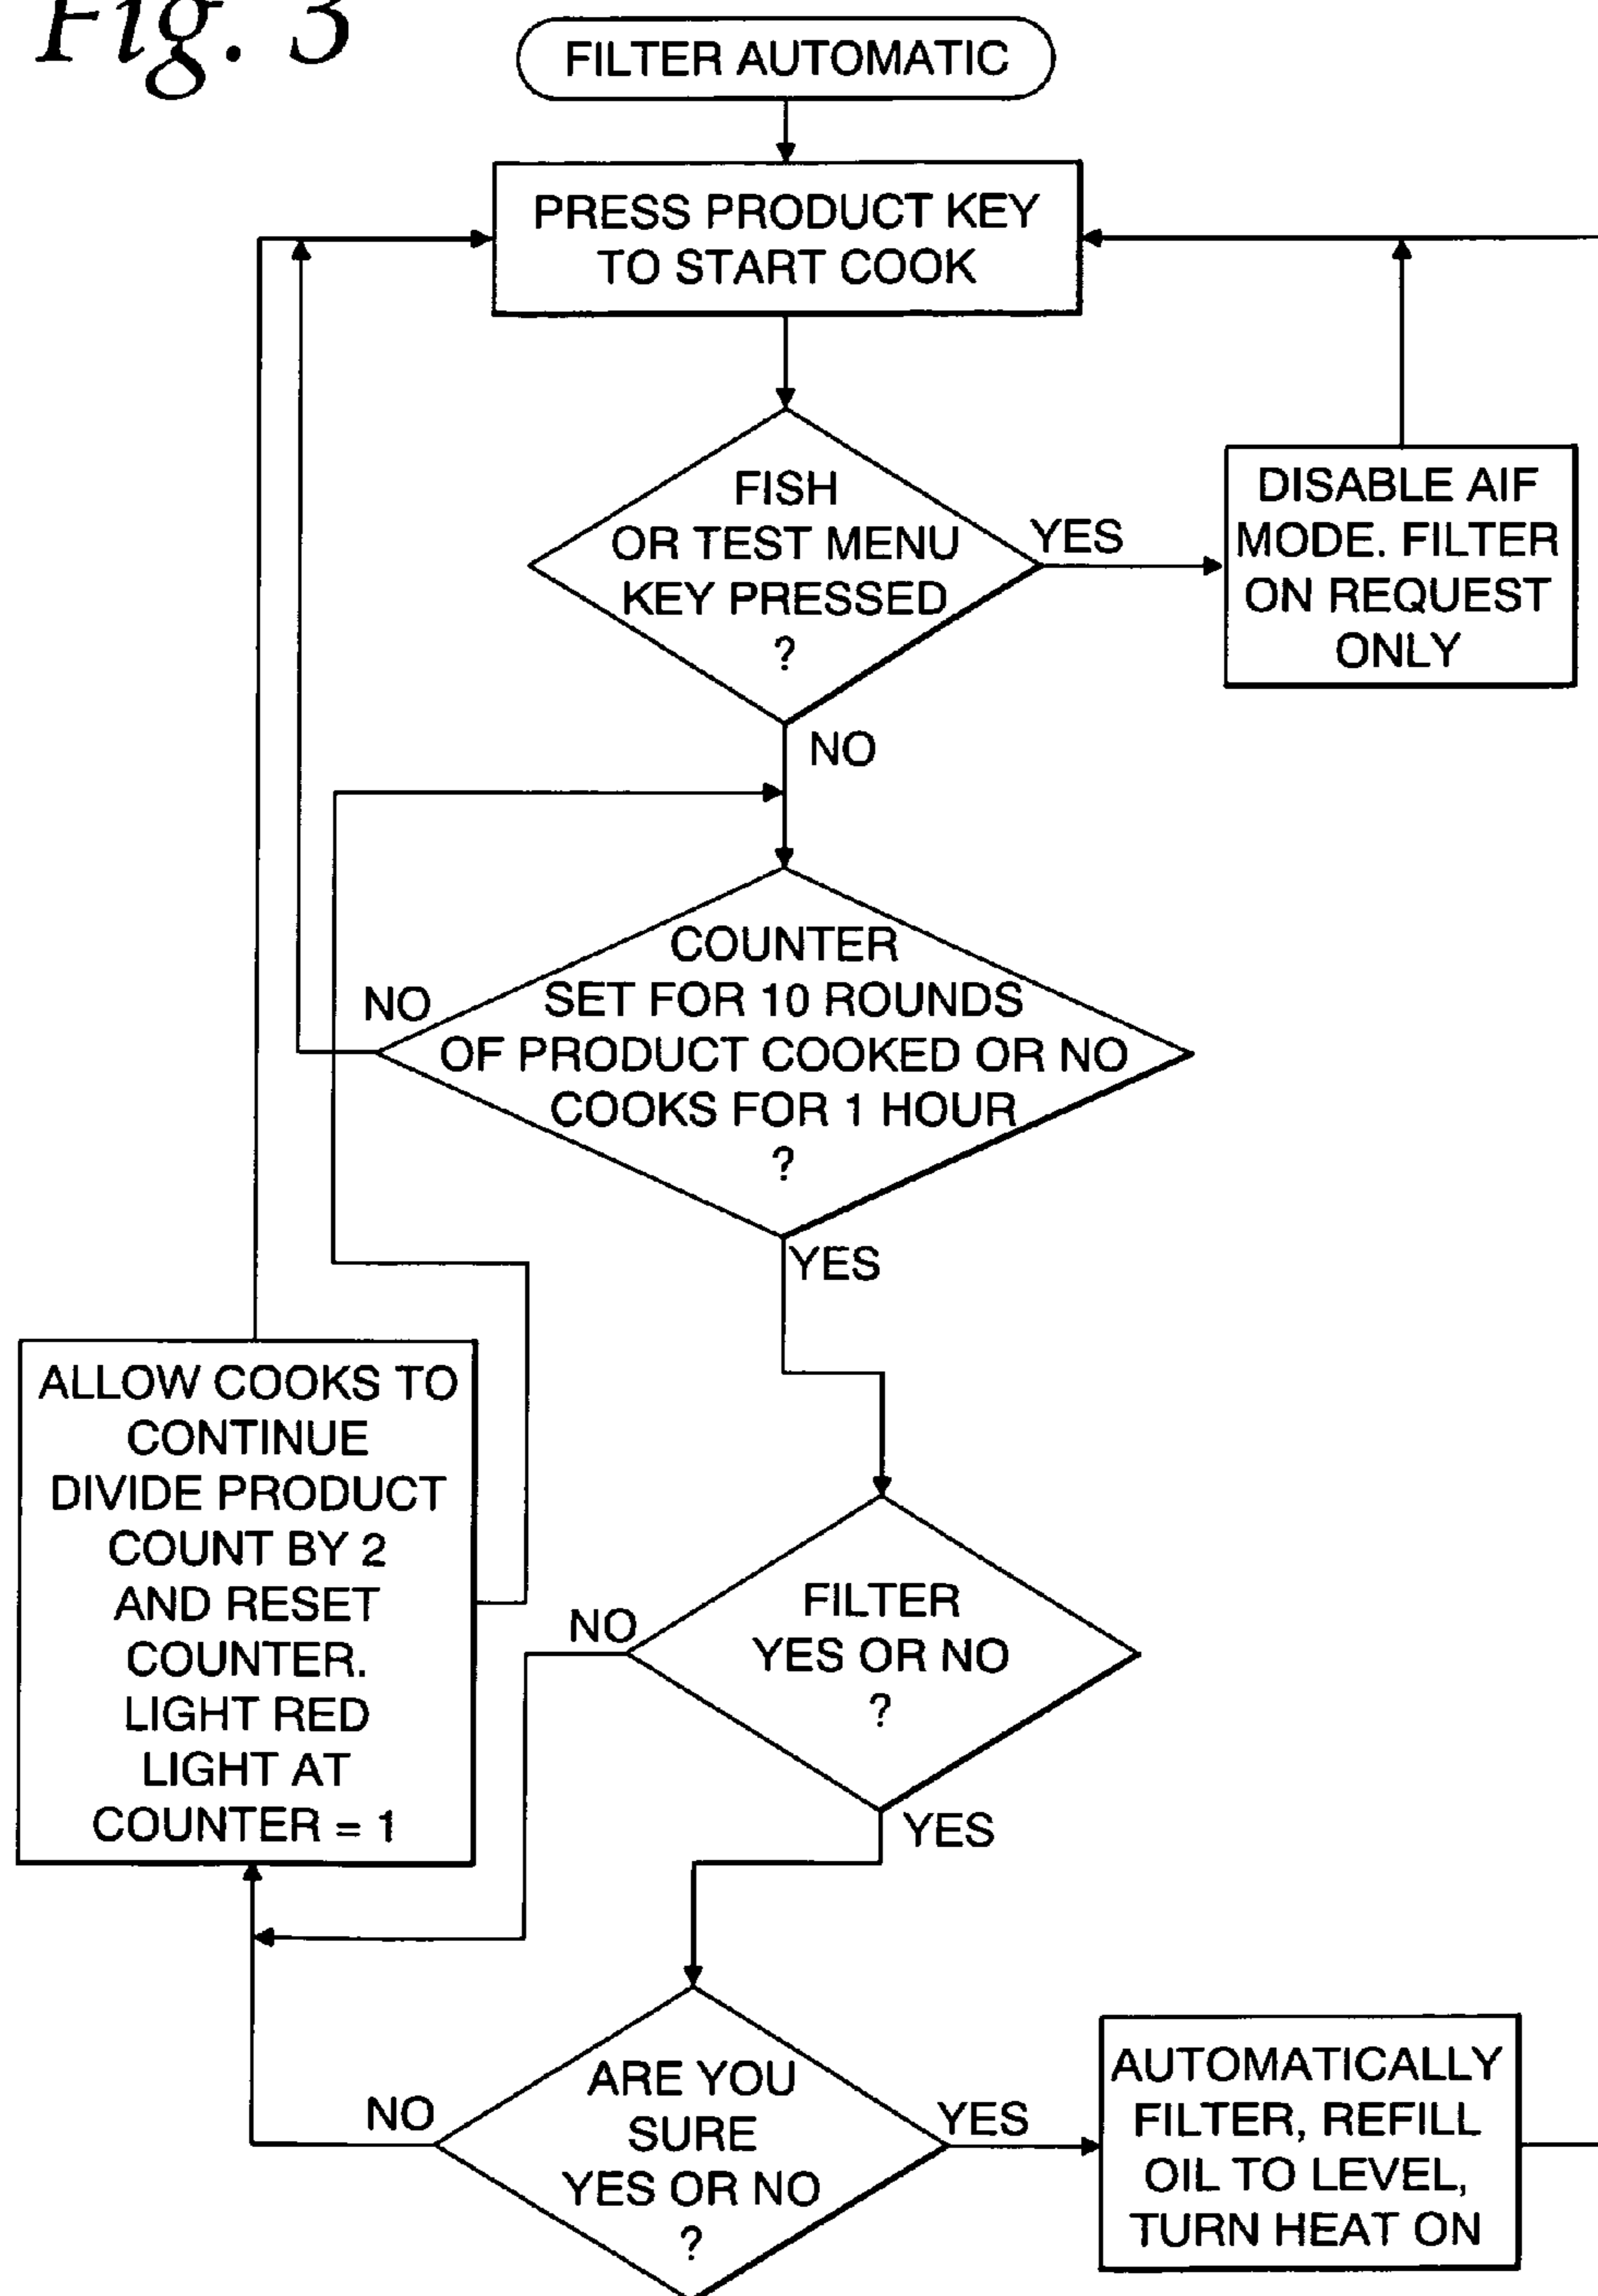 Fig. 3
FILTER AUTOMATIC
PRESS PRODUCT KEY
TO START COOK
FISH
OR TEST MENU
KEY PRESSED
?
YES
DISABLE AIF
MODE. FILTER
ON REQUEST
ONLY
NO
COUNTER
SET FOR 10 ROUNDS
OF PRODUCT COOKED OR NO
COOKS FOR 1 HOUR
?
NO
YES
ALLOW COOKS TO
CONTINUE
DIVIDE PRODUCT
COUNT BY 2
AND RESET
COUNTER.
LIGHT RED
LIGHT AT
COUNTER = 1
FILTER
YES OR NO
?
NO
YES
ARE YOU
SURE
YES OR NO
?
NO
YES
AUTOMATICALLY
FILTER, REFILL
OIL TO LEVEL,
TURN HEAT ON